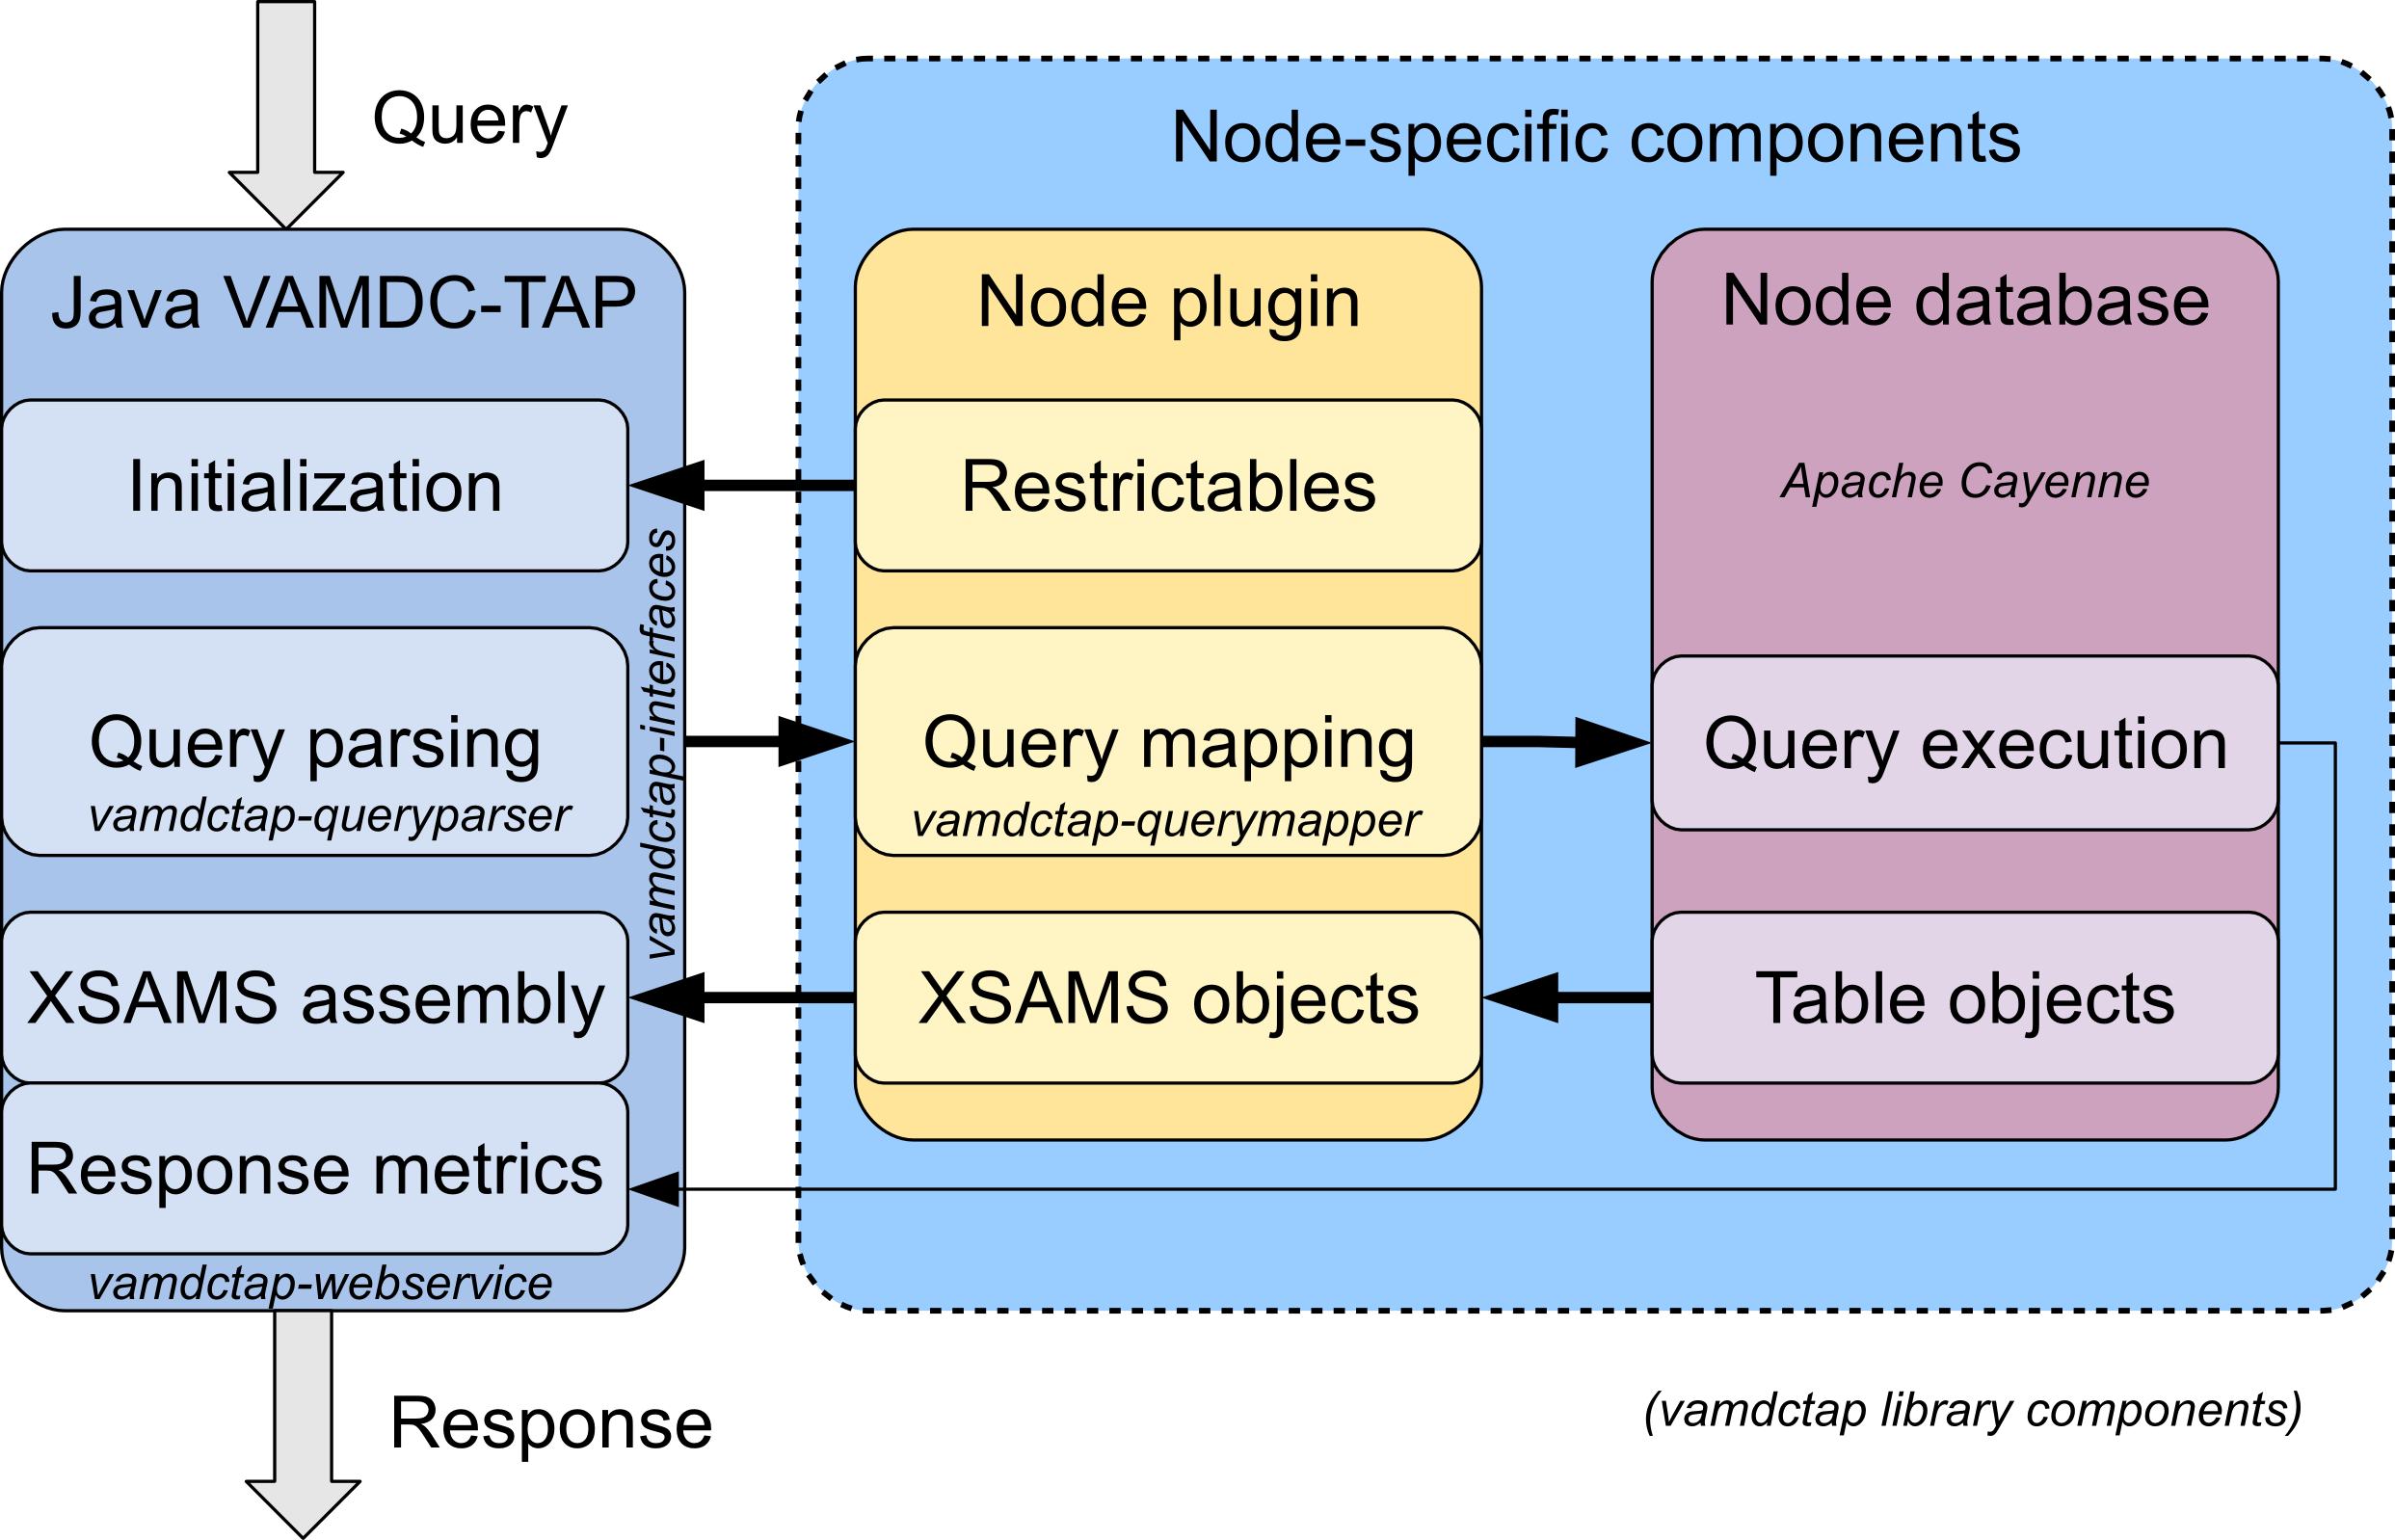 Query
Node-specific components
Java VAMDC-TAP
Initialization
Query parsing
vamdctap-queryparser
XSAMS assembly
Response metrics
vamdctap-webservice
vamdctap-interfaces
Node plugin
Restrictables
Query mapping
vamdctap-querymapper
XSAMS objects
Node database
Apache Cayenne
Query execution
Table objects
Response
(vamdctap library components)